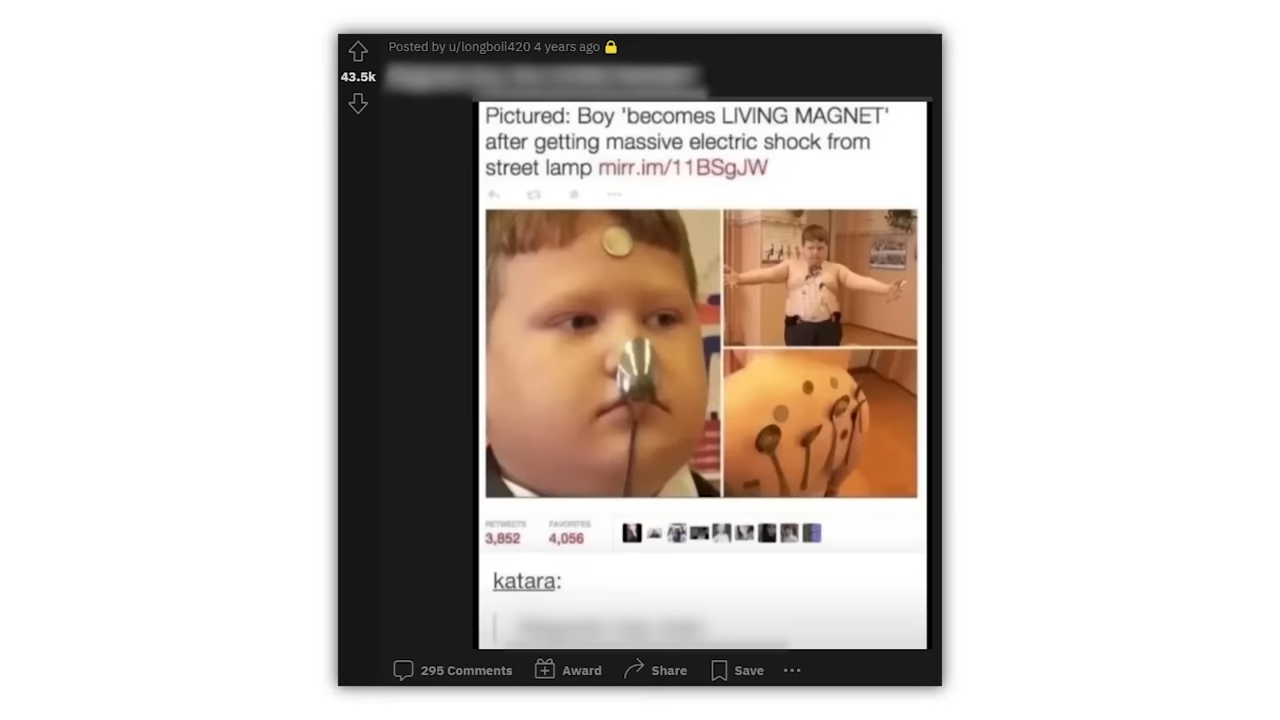 Posted by u/longboil420 4 years ago
43.5k
Pictured: Boy 'becomes LIVING MAGNET'
after getting massive electric shock from
street lamp mirr.im/11BSgJW
RETWEETS FAVORITES
3,852 4,056
katara:
295 Comments Award Share Save